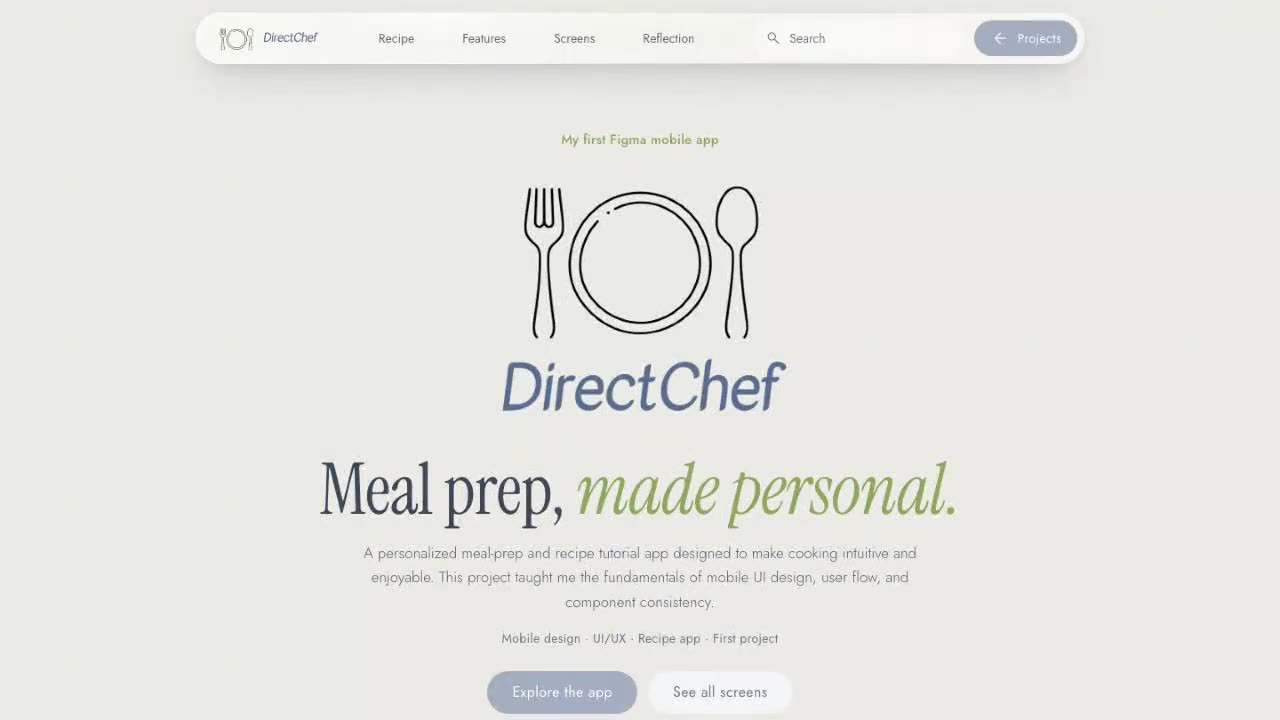 DirectChef
Recipe
Features
Screens
Reflection
Search
Projects
My first Figma mobile app
DirectChef
Meal prep, made personal.
A personalized meal-prep and recipe tutorial app designed to make cooking intuitive and
enjoyable. This project taught me the fundamentals of mobile UI design, user flow, and
component consistency.
Mobile design · UI/UX · Recipe app · First project
Explore the app
See all screens